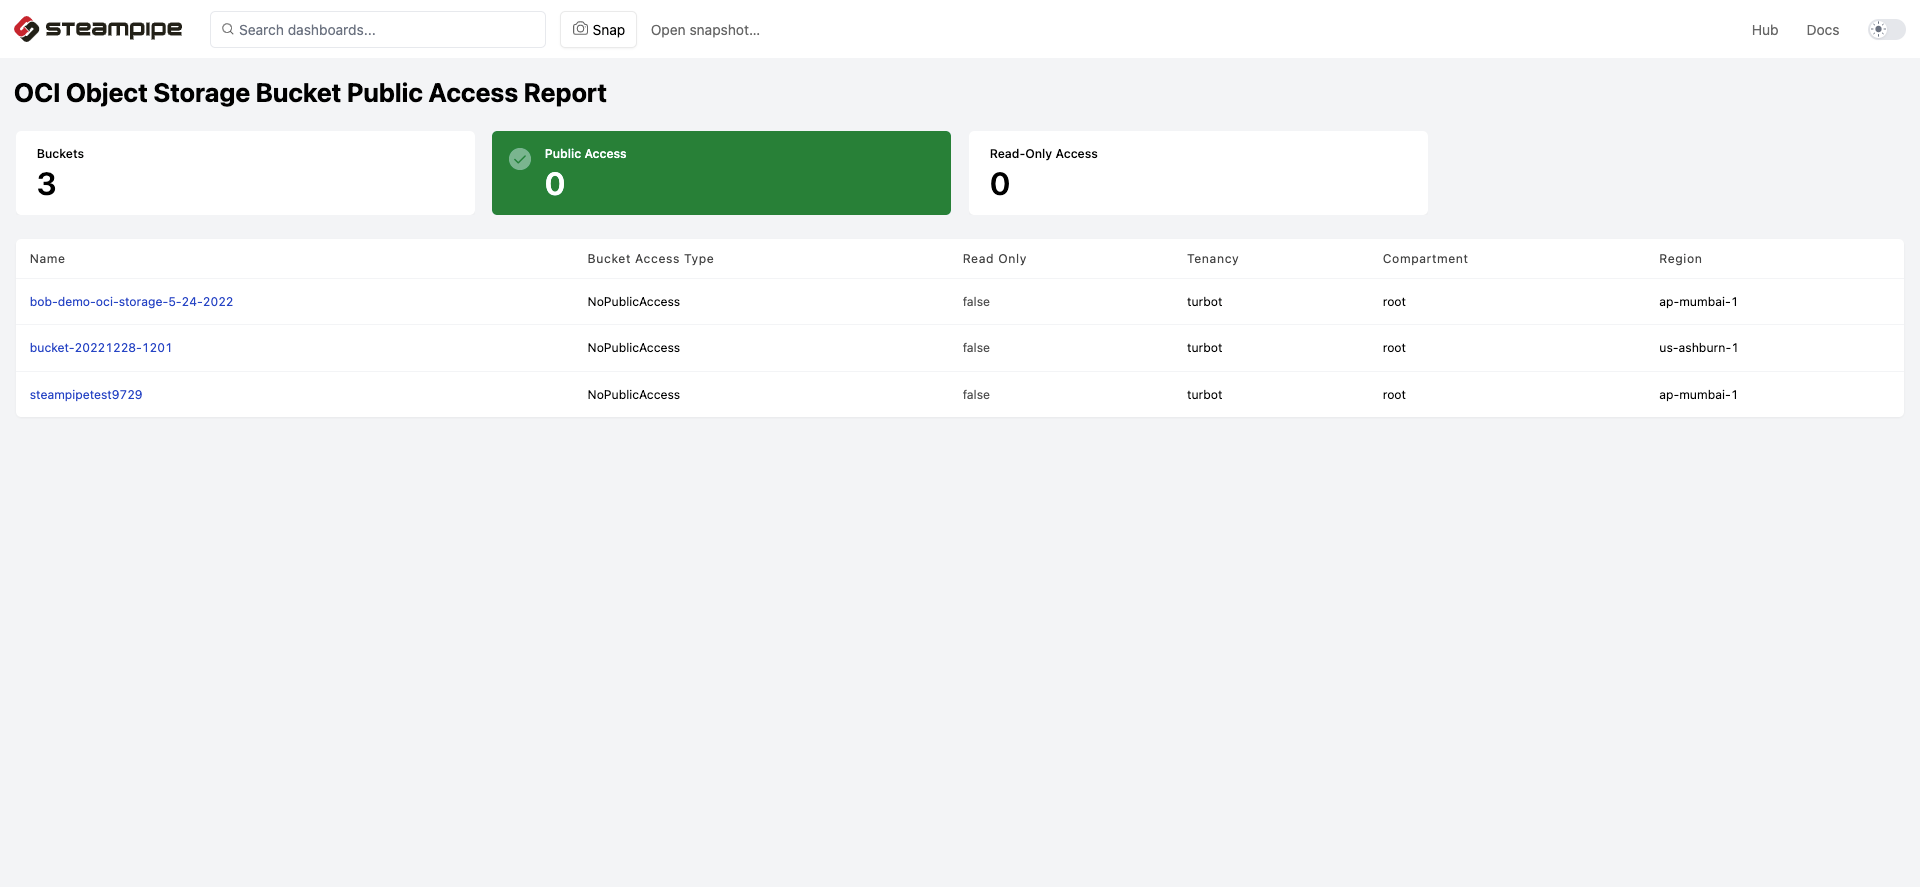 steampipe
Search dashboards...
Snap
Open snapshot...
Hub
Docs
OCI Object Storage Bucket Public Access Report
Buckets
3
Public Access
0
Read-Only Access
0
Name Bucket Access Type Read Only Tenancy Compartment Region
bob-demo-oci-storage-5-24-2022 NoPublicAccess false turbot root ap-mumbai-1
bucket-20221228-1201 NoPublicAccess false turbot root us-ashburn-1
steampipetest9729 NoPublicAccess false turbot root ap-mumbai-1